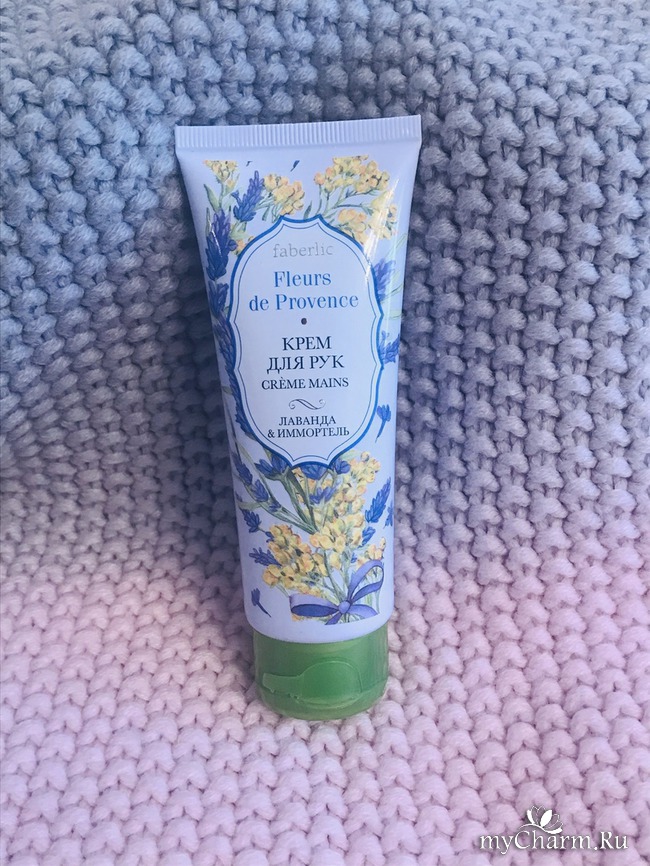 faberlic
Fleurs
de Provence
КРЕМ
ДЛЯ РУК
CRÈME MAINS
ЛАВАНДА
& ИММОРТЕЛЬ
myCharm.Ru